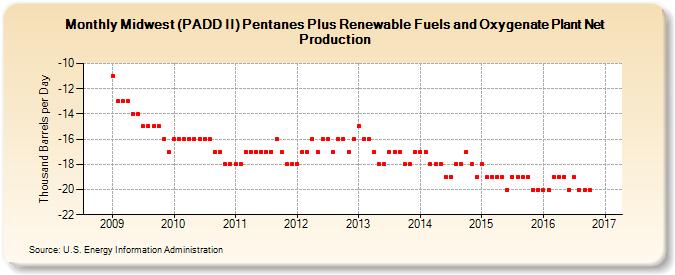 Monthly Midwest (PADD II) Pentanes Plus Renewable Fuels and Oxygenate Plant Net
Production
Thousand Barrels per Day
-10
-12
-14
-16
-18
-20
-22
2009 2010 2011 2012 2013 2014 2015 2016 2017
Source: U.S. Energy Information Administration